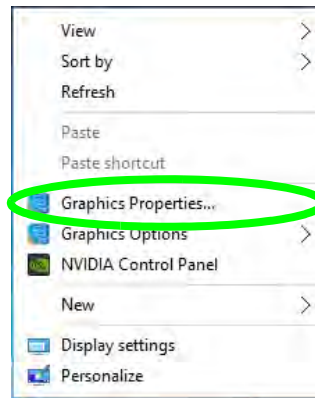 View
Sort by
Refresh
Paste
Paste shortcut
Graphics Properties...
Graphics Options
NVIDIA Control Panel
New
Display settings
Personalize